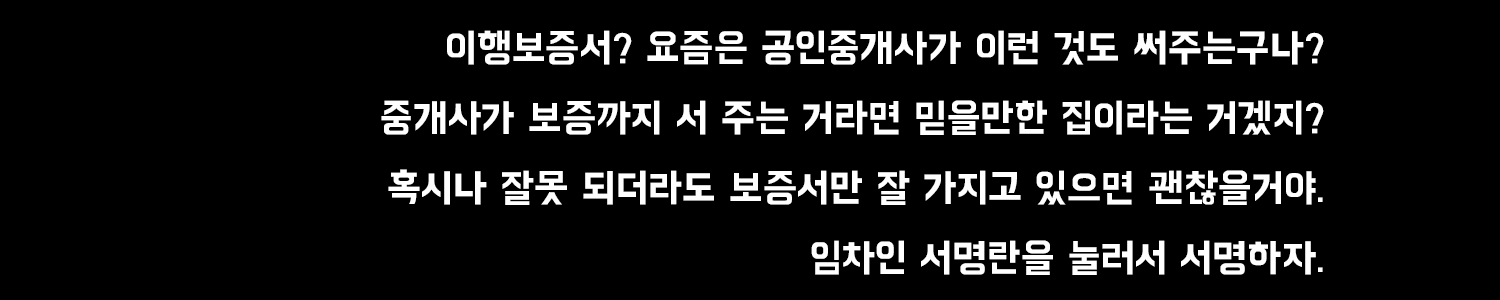 이행보증서? 요즘은 공인중개사가 이런 것도 써주는구나?
중개사가 보증까지 서 주는 거라면 믿을만한 집이라는 거겠지?
혹시나 잘못 되더라도 보증서만 잘 가지고 있으면 괜찮을거야.
임차인 서명란을 눌러서 서명하자.